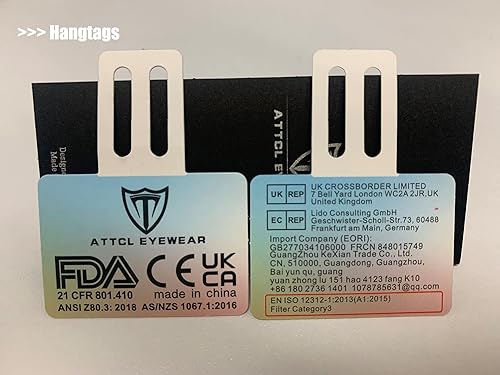 >>> Hangtags
ATTCL EYEWEAR
FDA CE UK CA
21 CFR 801.410 made in china
ANSI Z80.3: 2018 AS/NZS 1067.1:2016
UK REP UK CROSSBORDER LIMITED
7 Bell Yard London WC2A 2JR,UK
United Kingdom
EC REP Lido Consulting GmbH
Geschwister-Scholl-Str.73, 60488
Frankfurt am Main, Germany
Import Company (EORI):
GB277034106000 FRCN 848015749
GuangZhou KeXian Trade Co., Ltd
CN, 510000, Guangdong, Guangzhou,
Bai yun qu, guang
yuan zhong lu 151 hao 4123 fang K10
+86 180 2736 1401 1078785631@qq.com
EN ISO 12312-1:2013(A1:2015)
Filter Category3
Designe
Made
ATTCL EYEW